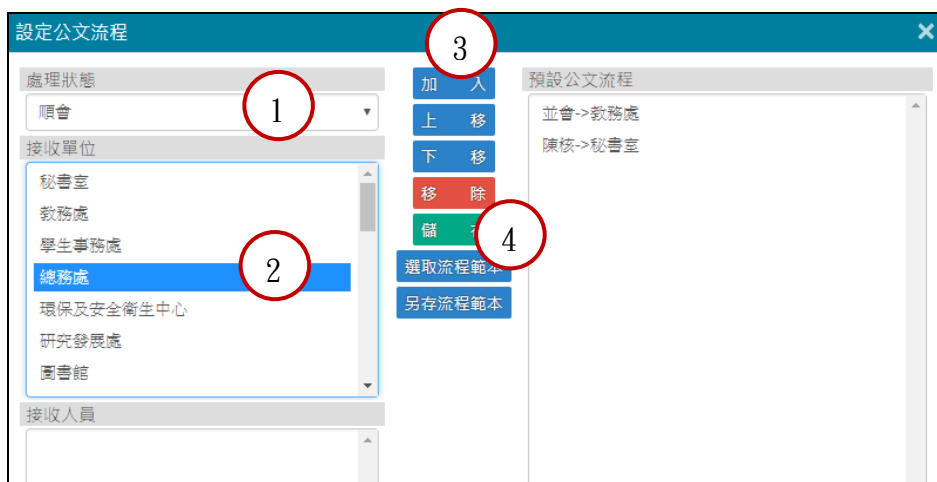 設定公文流程
處理狀態
1
順會
接收單位
秘書室
教務處
學生事務處
總務處
2
環保及安全衛生中心
研究發展處
圖書館
接收人員
3
加 入
上 移
下 移
移 除
儲
4
選取流程範本
另存流程範本
預設公文流程
並會->教務處
陳核->秘書室